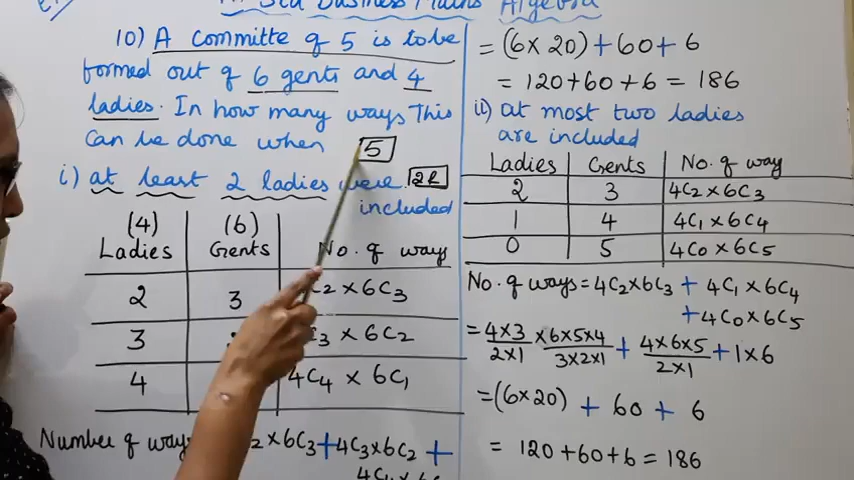 Std Business Maths Algebra
10) A committe of 5 is to be
formed out of 6 gents and 4
ladies. In how many ways This
Can be done when 5
i) at least 2 ladies were 2L
included
(4) (6)
Ladies Gents No. of ways
2 3 C2 × 6C3
3 C3 × 6C2
4 4C4 × 6C1
Number of way C2 × 6C3 + 4C3 × 6C2 +
= (6 × 20) + 60 + 6
= 120 + 60 + 6 = 186
ii) at most two ladies
are included
Ladies Gents No. of way
2 3 4C2 × 6C3
1 4 4C1 × 6C4
0 5 4C0 × 6C5
No. of ways = 4C2 × 6C3 + 4C1 × 6C4
+ 4C0 × 6C5
= 4×3/2×1 × 6×5×4/3×2×1 + 4×6×5/2×1 + 1×6
= (6×20) + 60 + 6
= 120 + 60 + 6 = 186